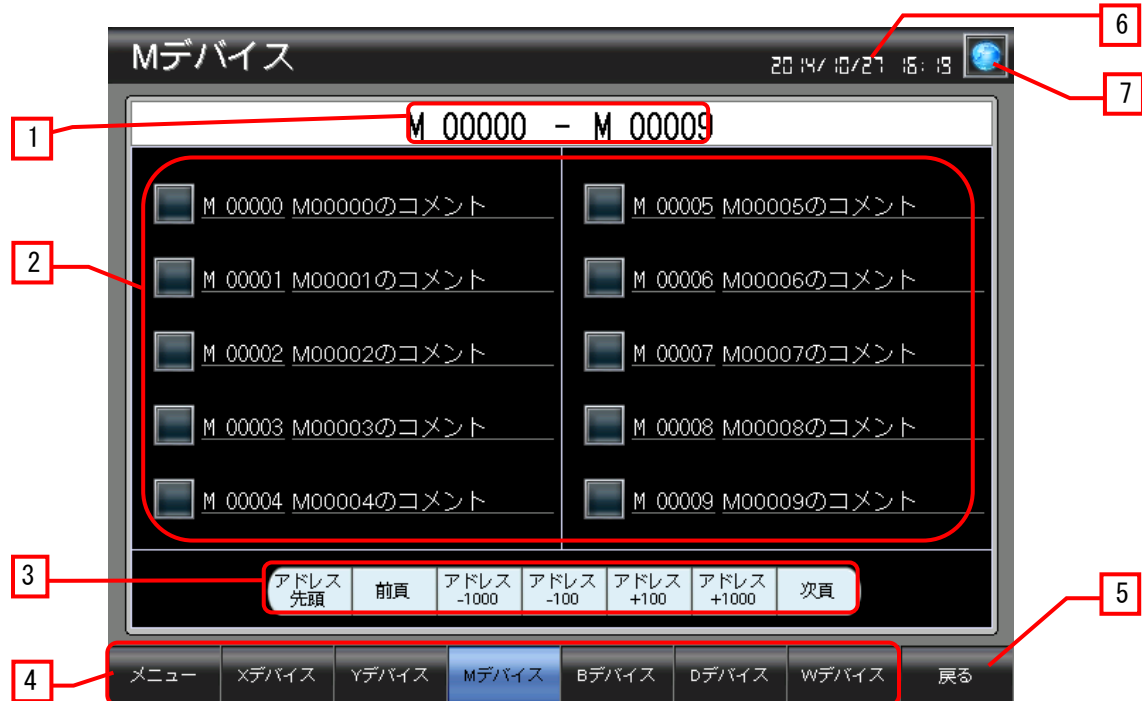 6
Mデバイス
2014/10/27 16:19
7
1
M 00000 - M 00009
2
M 00000 M00000のコメント
M 00001 M00001のコメント
M 00002 M00002のコメント
M 00003 M00003のコメント
M 00004 M00004のコメント
M 00005 M00005のコメント
M 00006 M00006のコメント
M 00007 M00007のコメント
M 00008 M00008のコメント
M 00009 M00009のコメント
3
アドレス
先頭
前頁
アドレス
-1000
アドレス
-100
アドレス
+100
アドレス
+1000
次頁
5
4
メニュー
Xデバイス
Yデバイス
Mデバイス
Bデバイス
Dデバイス
Wデバイス
戻る